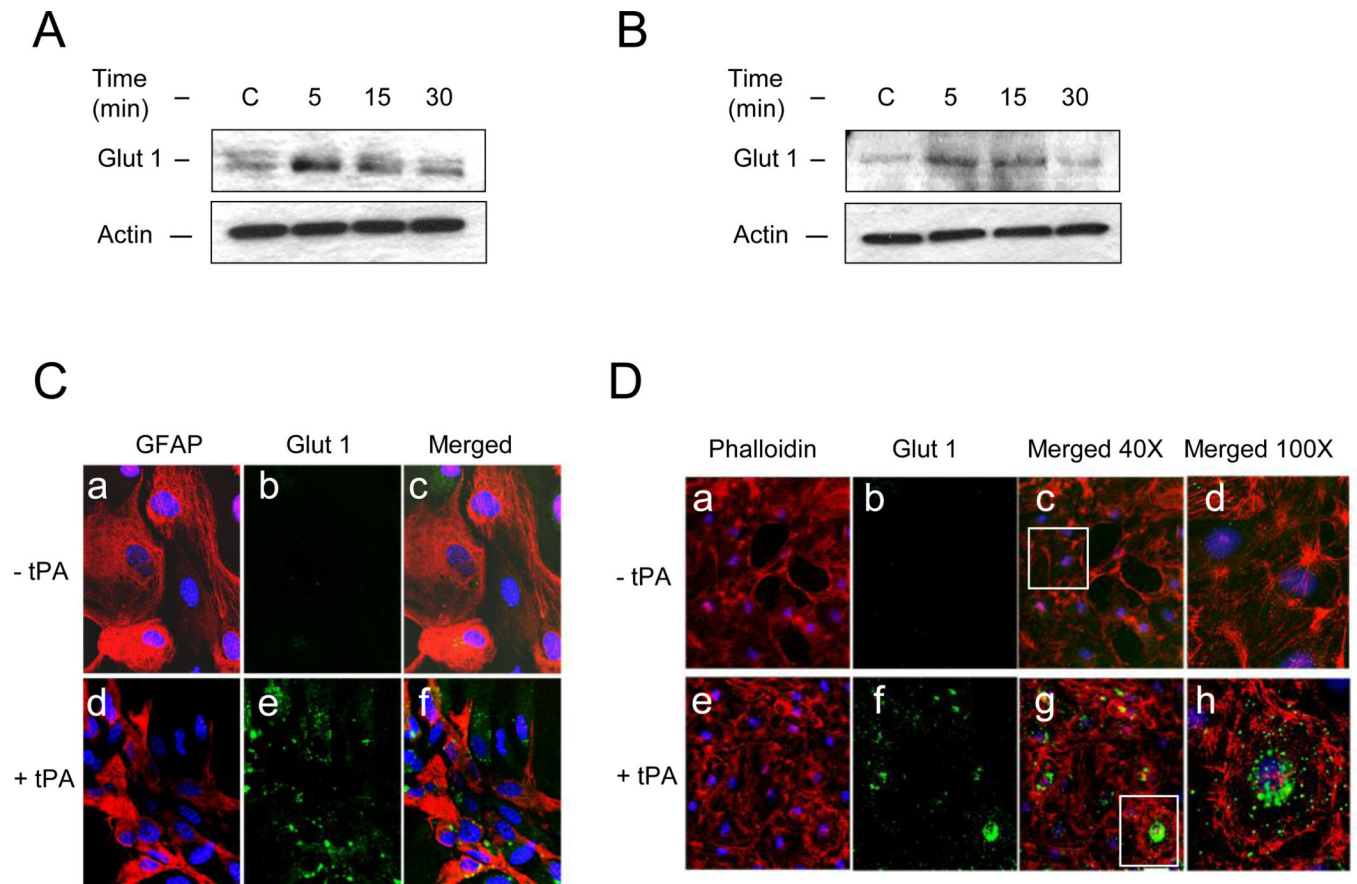 A
Time
(min) – C 5 15 30
Glut 1 –
Actin —
B
Time
(min) – C 5 15 30
Glut 1 –
Actin —
C
GFAP Glut 1 Merged
- tPA a b c
+ tPA d e f
D
Phalloidin Glut 1 Merged 40X Merged 100X
- tPA a b c d
+ tPA e f g h